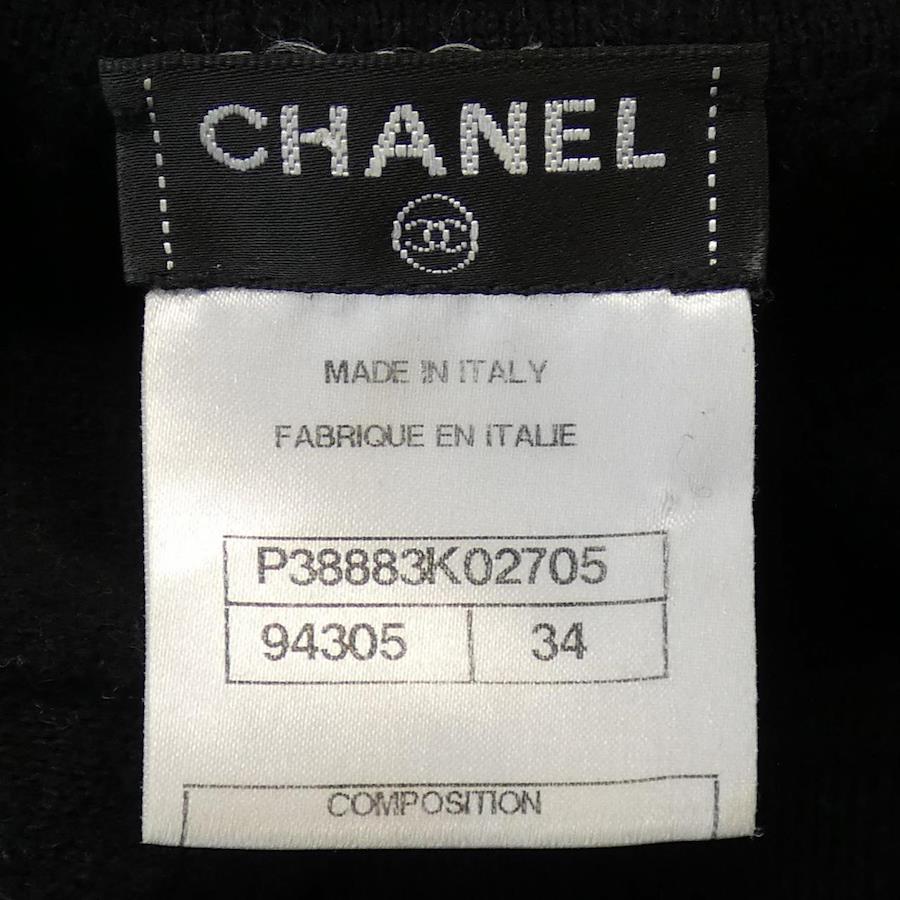 CHANEL
MADE IN ITALY
FABRIQUE EN ITALIE
P38883K02705
94305 34
COMPOSITION